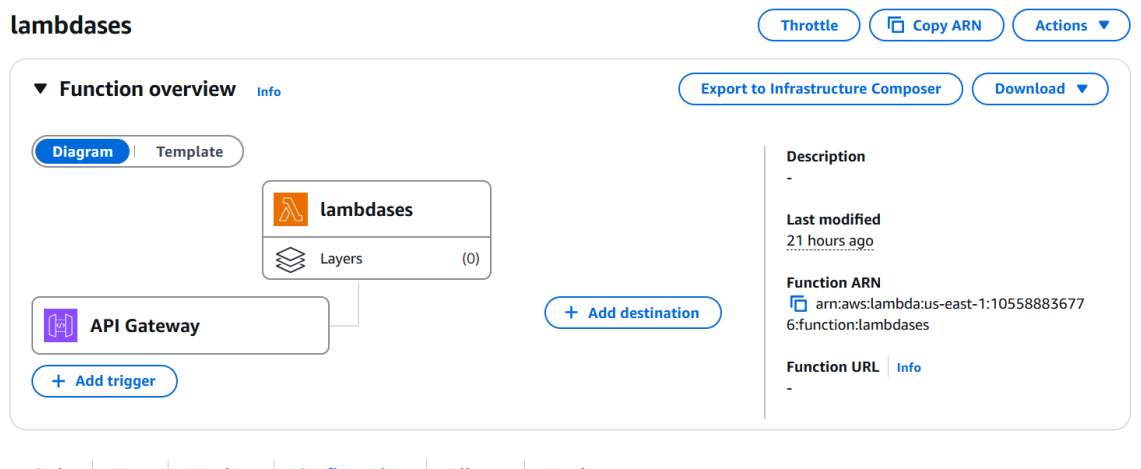 lambdases
Throttle
Copy ARN
Actions
Function overview Info
Export to Infrastructure Composer
Download
Diagram
Template
lambdases
Layers (0)
API Gateway
+ Add trigger
+ Add destination
Description
-
Last modified
21 hours ago
Function ARN
arn:aws:lambda:us-east-1:10558883677
6:function:lambdases
Function URL Info
-